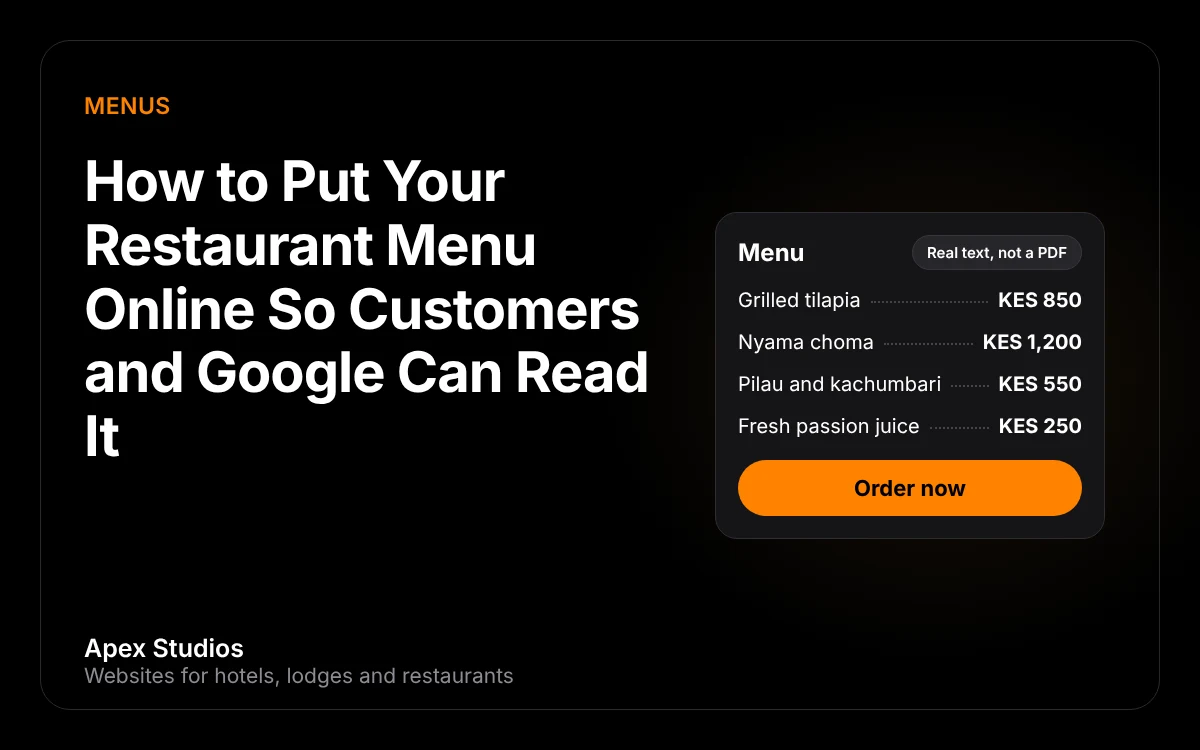 MENUS
How to Put Your
Restaurant Menu
Online So Customers
and Google Can Read
It
Menu
Real text, not a PDF
Grilled tilapia KES 850
Nyama choma KES 1,200
Pilau and kachumbari KES 550
Fresh passion juice KES 250
Order now
Apex Studios
Websites for hotels, lodges and restaurants